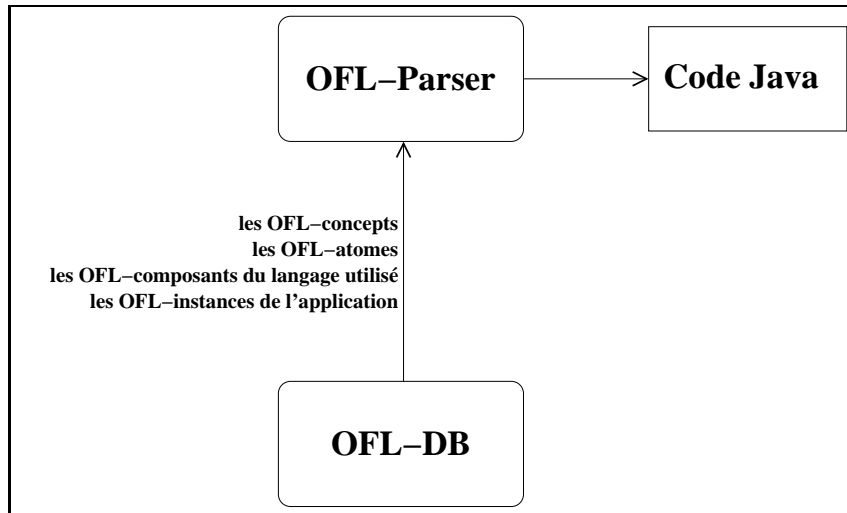 OFL–Parser
Code Java
les OFL–concepts
les OFL–atomes
les OFL–composants du langage utilisé
les OFL–instances de l'application
OFL–DB